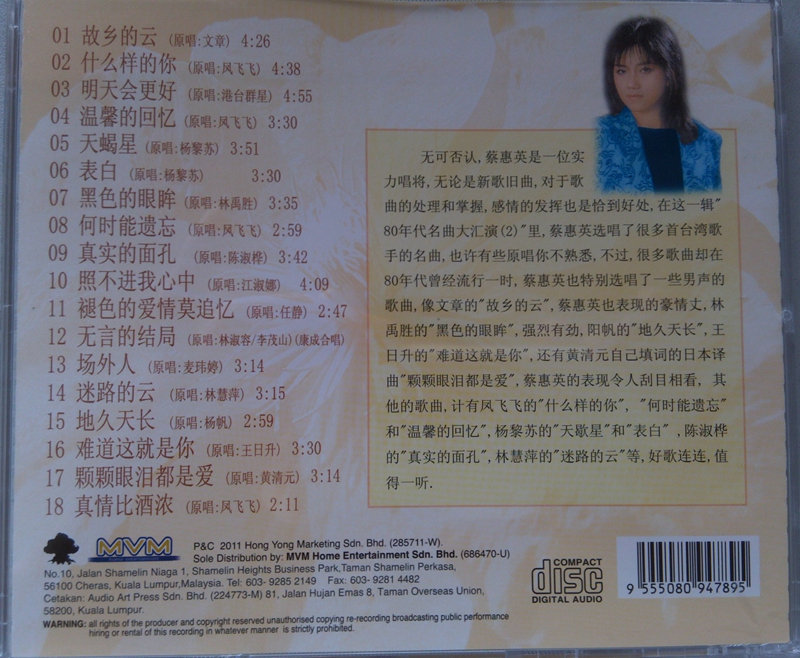 01 故乡的云 (原唱:文章) 4:26
02 什么样的你 (原唱:凤飞飞) 4:38
03 明天会更好 (原唱:港台群星) 4:55
04 温馨的回忆 (原唱:凤飞飞) 3:30
05 天蝎星 (原唱:杨黎苏) 3:51
06 表白 (原唱:杨黎苏) 3:30
07 黑色的眼眸 (原唱:林禹胜) 3:35
08 何时能遗忘 (原唱:凤飞飞) 2:59
09 真实的面孔 (原唱:陈淑桦) 3:42
10 照不进我心中 (原唱:江淑娜) 4:09
11 褪色的爱情莫追忆 (原唱:任静) 2:47
12 无言的结局 (原唱:林淑容/李茂山)(康成合唱)
13 场外人 (原唱:麦玮婷) 3:14
14 迷路的云 (原唱:林慧萍) 3:15
15 地久天长 (原唱:杨帆) 2:59
16 难道这就是你 (原唱:王日升) 3:30
17 颗颗眼泪都是爱 (原唱:黄清元) 3:14
18 真情比酒浓 (原唱:凤飞飞) 2:11
无可否认,蔡惠英是一位实
力唱将,无论是新歌旧曲,对于歌
曲的处理和掌握,感情的发挥也是恰到好处,在这一辑"
80年代名曲大汇演(2)"里,蔡惠英选唱了很多首台湾歌
手的名曲,也许有些原唱你不熟悉,不过,很多歌曲却在
80年代曾经流行一时,蔡惠英也特别选唱了一些男声的
歌曲,像文章的"故乡的云",蔡惠英也表现的豪情丈,林
禹胜的"黑色的眼眸",强烈有劲,阳帆的"地久天长",王
日升的"难道这就是你",还有黄清元自己填词的日本译
曲"颗颗眼泪都是爱",蔡惠英的表现令人刮目相看, 其
他的歌曲,计有凤飞飞的"什么样的你", "何时能遗忘"
和"温馨的回忆",杨黎苏的"天歇星"和"表白" ,陈淑桦
的"真实的面孔",林慧萍的"迷路的云"等,好歌连连,值
得一听.
MVM
P&C 2011 Hong Yong Marketing Sdn. Bhd. (285711-W).
Sole Distribution by: MVM Home Entertainment Sdn. Bhd. (686470-U)
No.10, Jalan Shamelin Niaga 1, Shamelin Heights Business Park,Taman Shamelin Perkasa,
56100 Cheras, Kuala Lumpur,Malaysia. Tel: 603- 9285 2149 Fax: 603- 9281 4482
Cetakan: Audio Art Press Sdn. Bhd. (224773-M) 81, Jalan Hujan Emas 8, Taman Overseas Union,
58200, Kuala Lumpur.
WARNING: all rights of the producer and copyright reserved unauthorised copying re-recording broadcasting public performance
hiring or rental of this recording in whatever manner is strictly prohibited.
COMPACT
disc
DIGITAL AUDIO
9 555080 947895